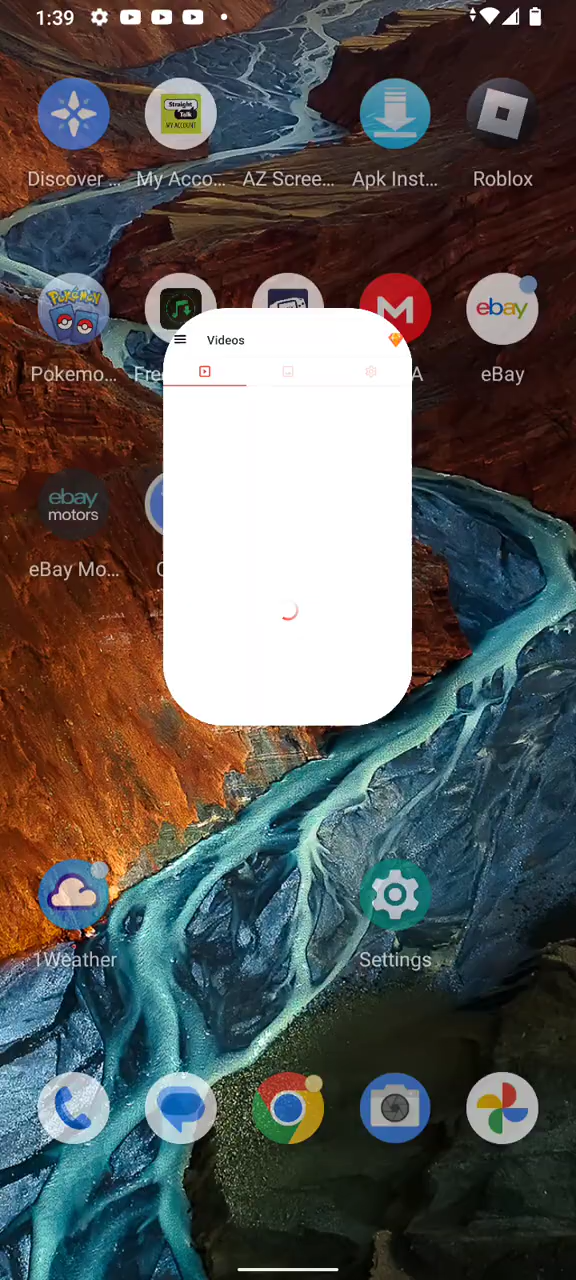 1:39
Discover ...
My Acco...
AZ Scree...
Apk Inst...
Roblox
Straight
Talk
MY ACCOUNT
Pokémon
ebay
Pokemo...
Fre
A
eBay
Videos
ebay
motors
eBay Mo...
1Weather
Settings